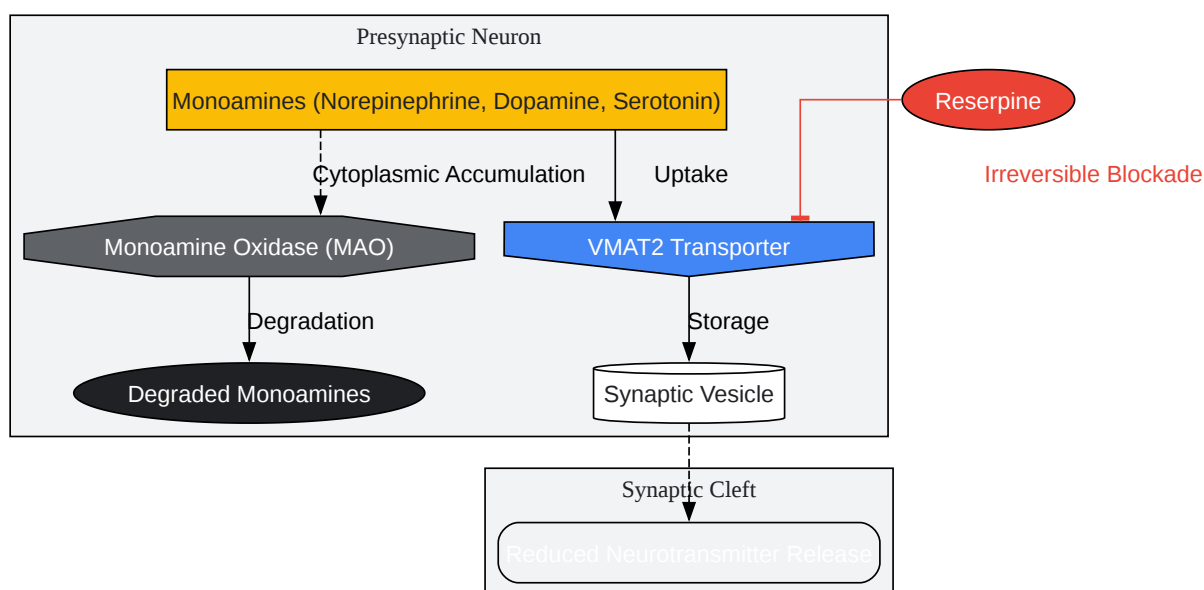 Presynaptic Neuron
Monoamines (Norepinephrine, Dopamine, Serotonin)
Reserpine
Cytoplasmic Accumulation
Uptake
Irreversible Blockade
Monoamine Oxidase (MAO)
VMAT2 Transporter
Degradation
Storage
Degraded Monoamines
Synaptic Vesicle
Synaptic Cleft
Reduced Neurotransmitter Release